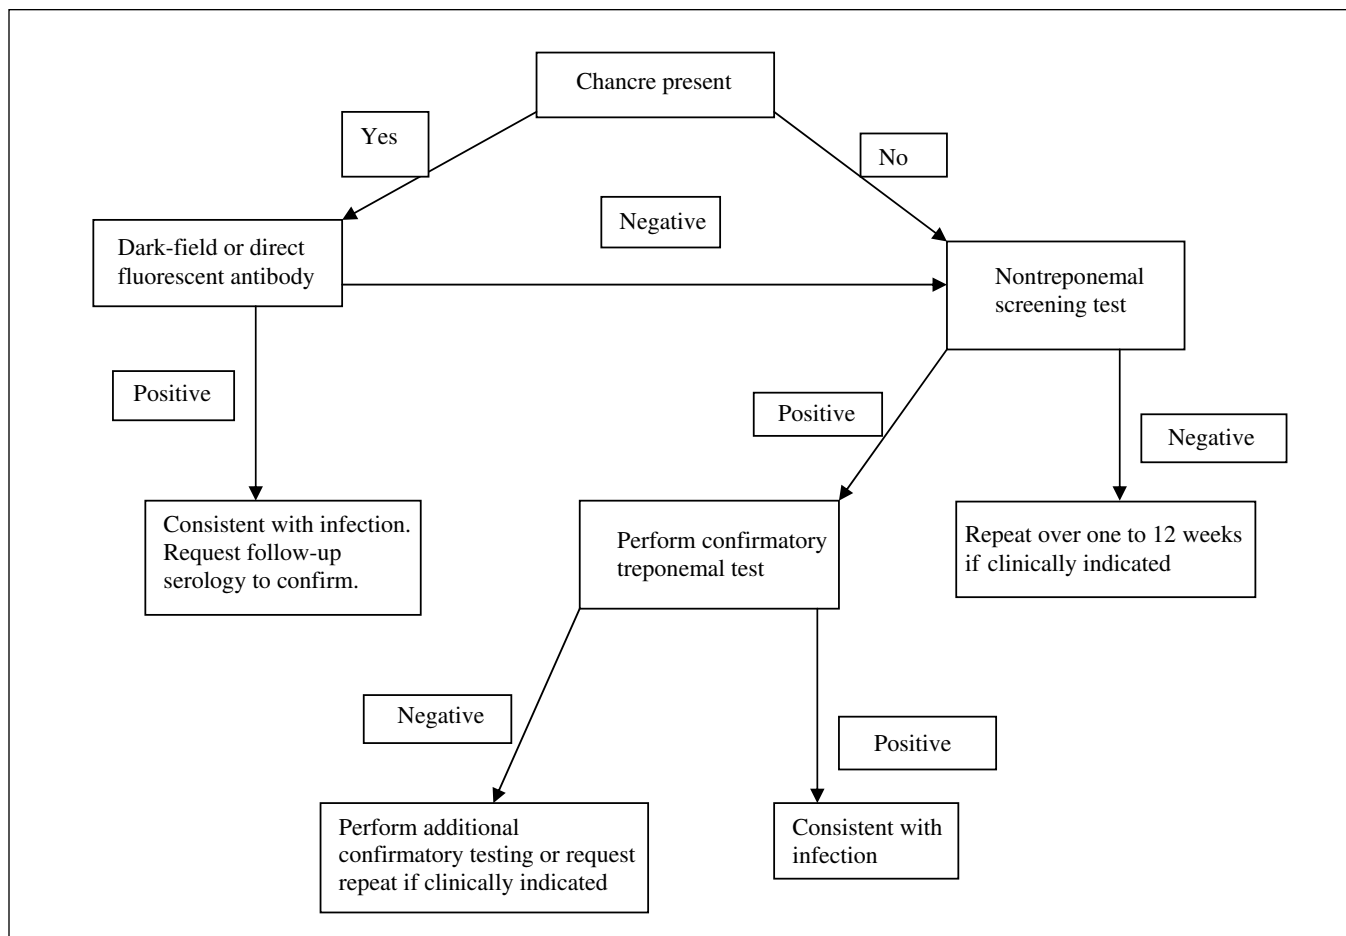 Chancre present
Yes
No
Negative
Dark-field or direct
fluorescent antibody
Nontreponemal
screening test
Positive
Positive
Negative
Consistent with infection.
Request follow-up
serology to confirm.
Perform confirmatory
treponemal test
Repeat over one to 12 weeks
if clinically indicated
Negative
Positive
Perform additional
confirmatory testing or request
repeat if clinically indicated
Consistent with
infection